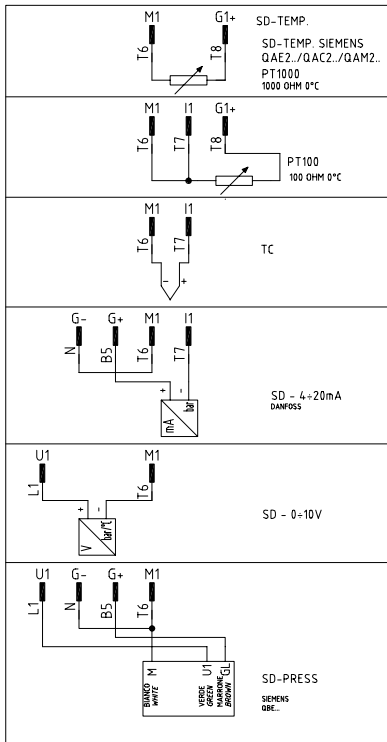 M1 G1+ SD-TEMP.
T6 T8 SD-TEMP. SIEMENS
QAE2../QAC2../QAM2..
PT1000
1000 OHM 0°C
M1 I1 G1+
T6 T7 T8
PT100
100 OHM 0°C
M1 I1
T6 T7
TC
- +
G- G+ M1 I1
N B5 T6 T7
+ -
mA bar
SD - 4÷20mA
DANFOSS
U1 M1
L1 T6
+ -
V bar/°C
SD - 0÷10V
U1 G- G+ M1
L1 N B5 T6
M U1 GL
BIANCO
WHITE
VERDE
GREEN
MARRONE
BROWN
SD-PRESS
SIEMENS
QBE...